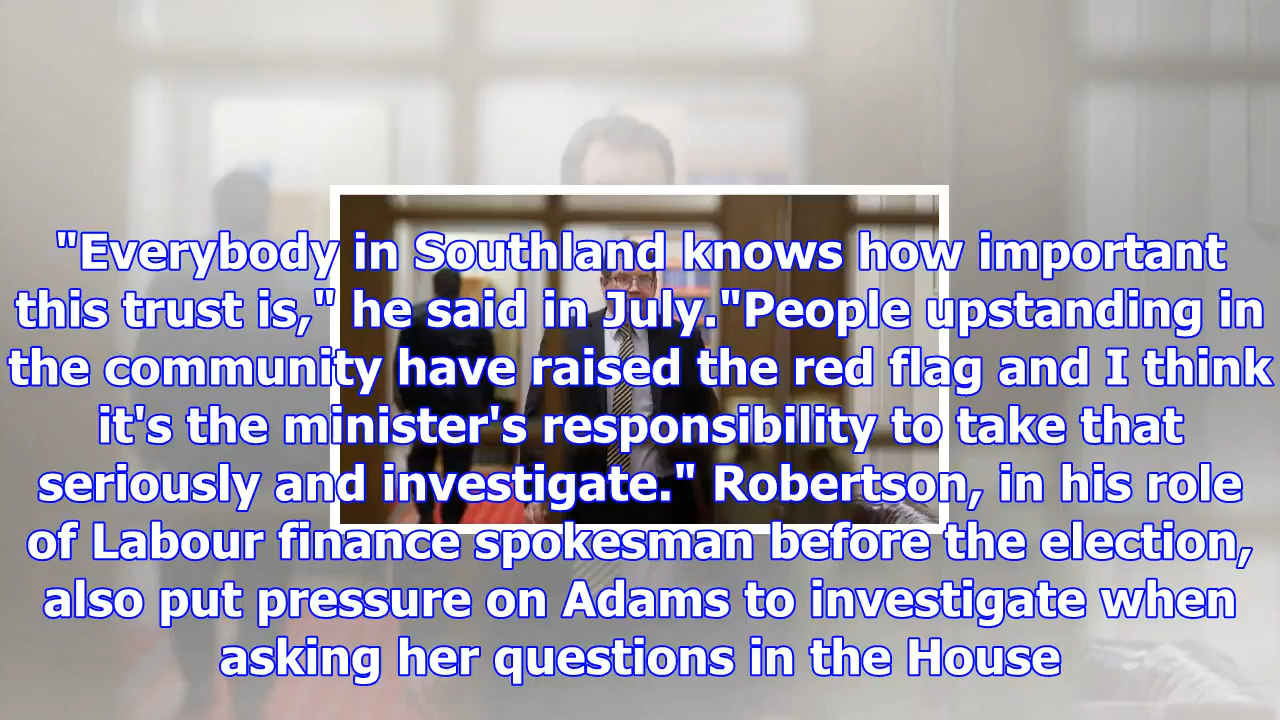 "Everybody in Southland knows how important
this trust is," he said in July."People upstanding in
the community have raised the red flag and I think
it's the minister's responsibility to take that
seriously and investigate." Robertson, in his role
of Labour finance spokesman before the election,
also put pressure on Adams to investigate when
asking her questions in the House